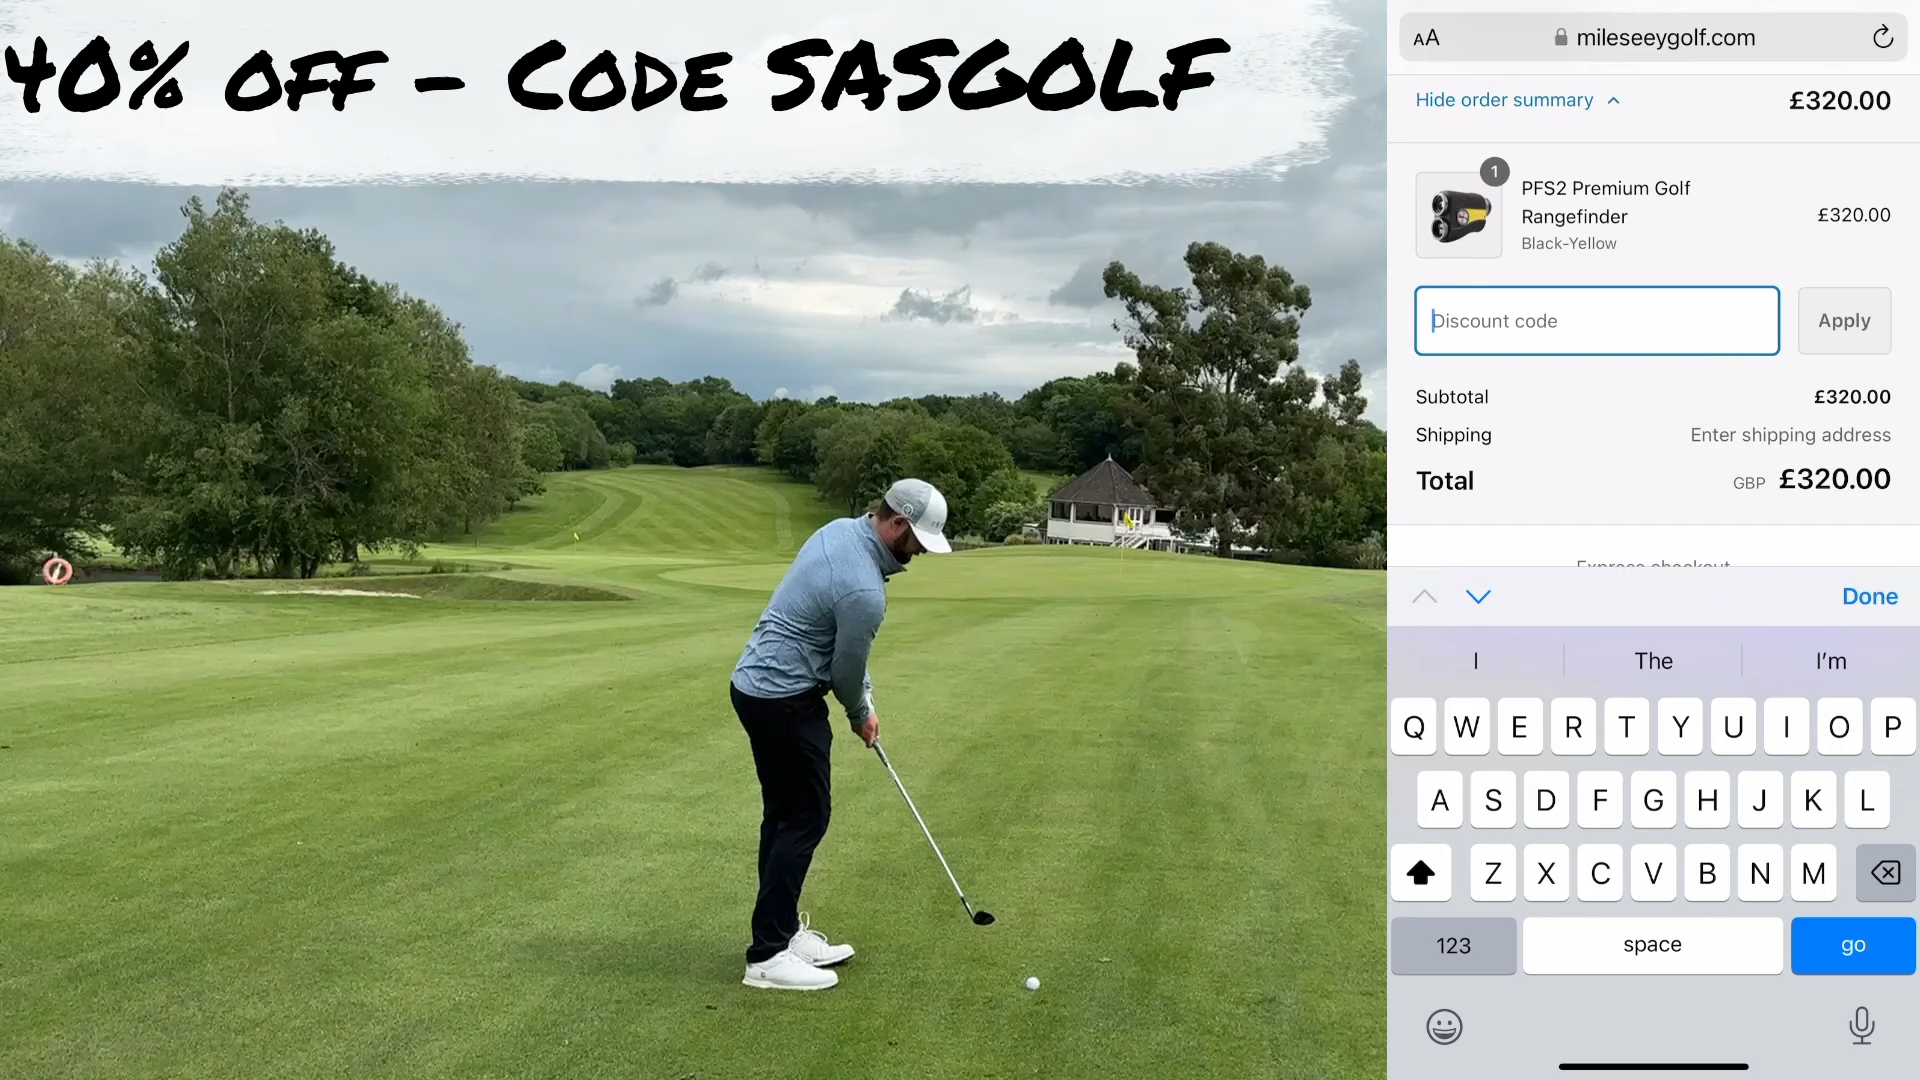 40% OFF - CODE SASGOLF
AA mileseeygolf.com
Hide order summary £320.00
1
PFS2 Premium Golf
Rangefinder £320.00
Black-Yellow
Discount code Apply
Subtotal £320.00
Shipping Enter shipping address
Total GBP £320.00
Express checkout
Done
I The I’m
Q W E R T Y U I O P
A S D F G H J K L
Z X C V B N M
123 space go